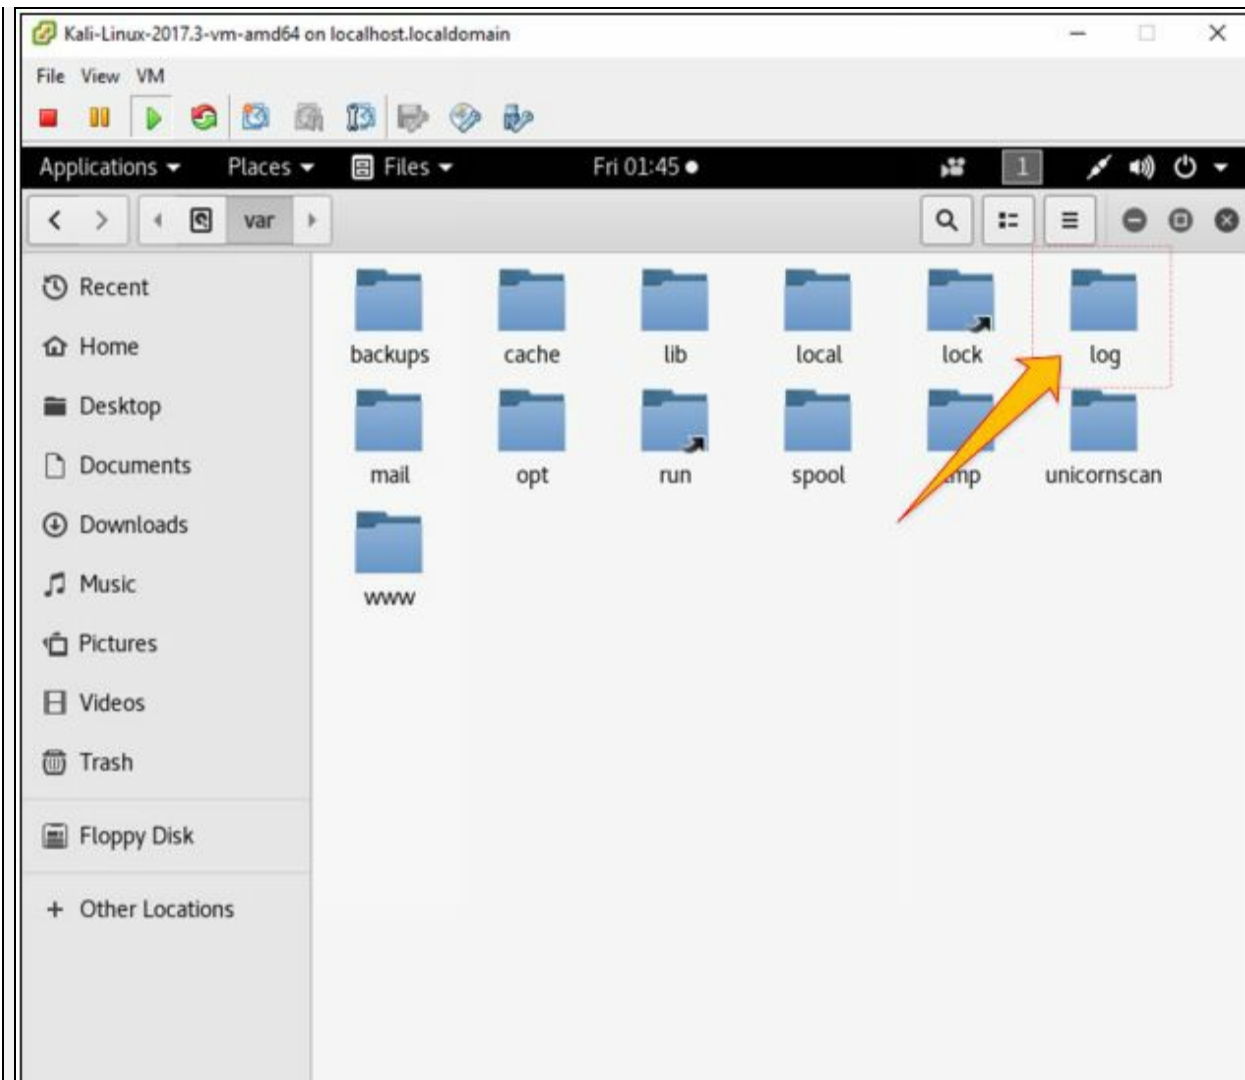 Kali-Linux-2017.3-vm-amd64 on localhost.localdomain
File View VM
Applications Places Files Fri 01:45 1
var
Recent
Home
Desktop
Documents
Downloads
Music
Pictures
Videos
Trash
Floppy Disk
+ Other Locations
backups cache lib local lock log
mail opt run spool unicornscan
www